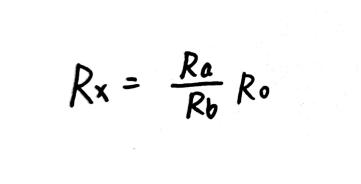 Rx = Ra/Rb Ro